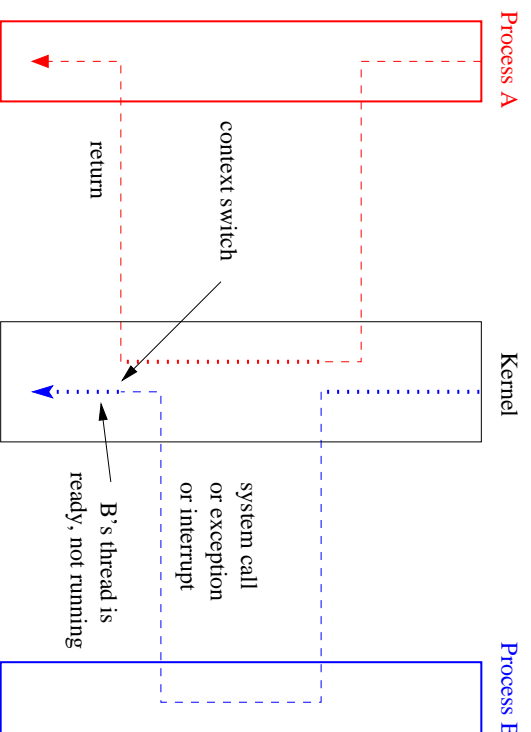 Process A
Kernel
Process B
context switch
return
system call
or exception
or interrupt
B's thread is
ready, not running